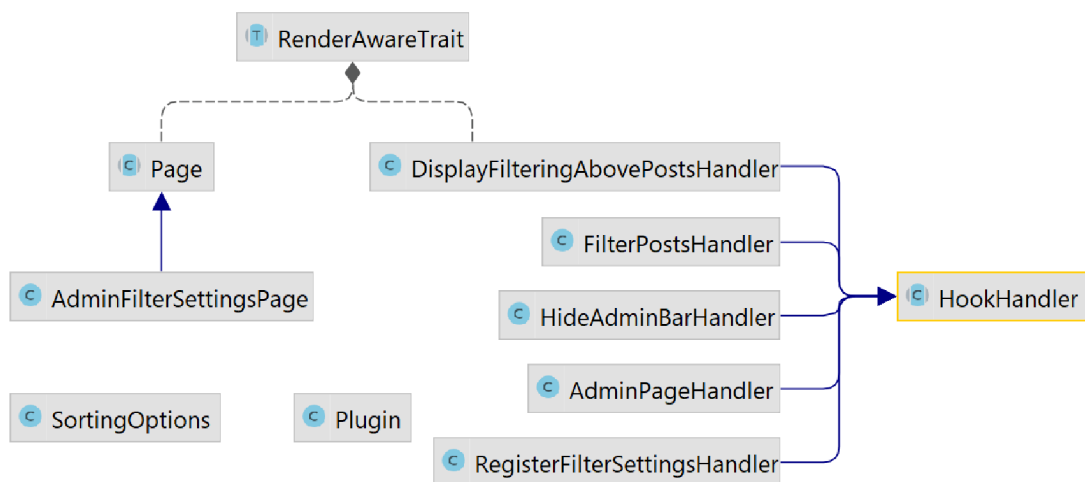 T RenderAwareTrait
C Page
C DisplayFilteringAbovePostsHandler
C FilterPostsHandler
C AdminFilterSettingsPage
C HideAdminBarHandler
C HookHandler
C AdminPageHandler
C SortingOptions
C Plugin
C RegisterFilterSettingsHandler